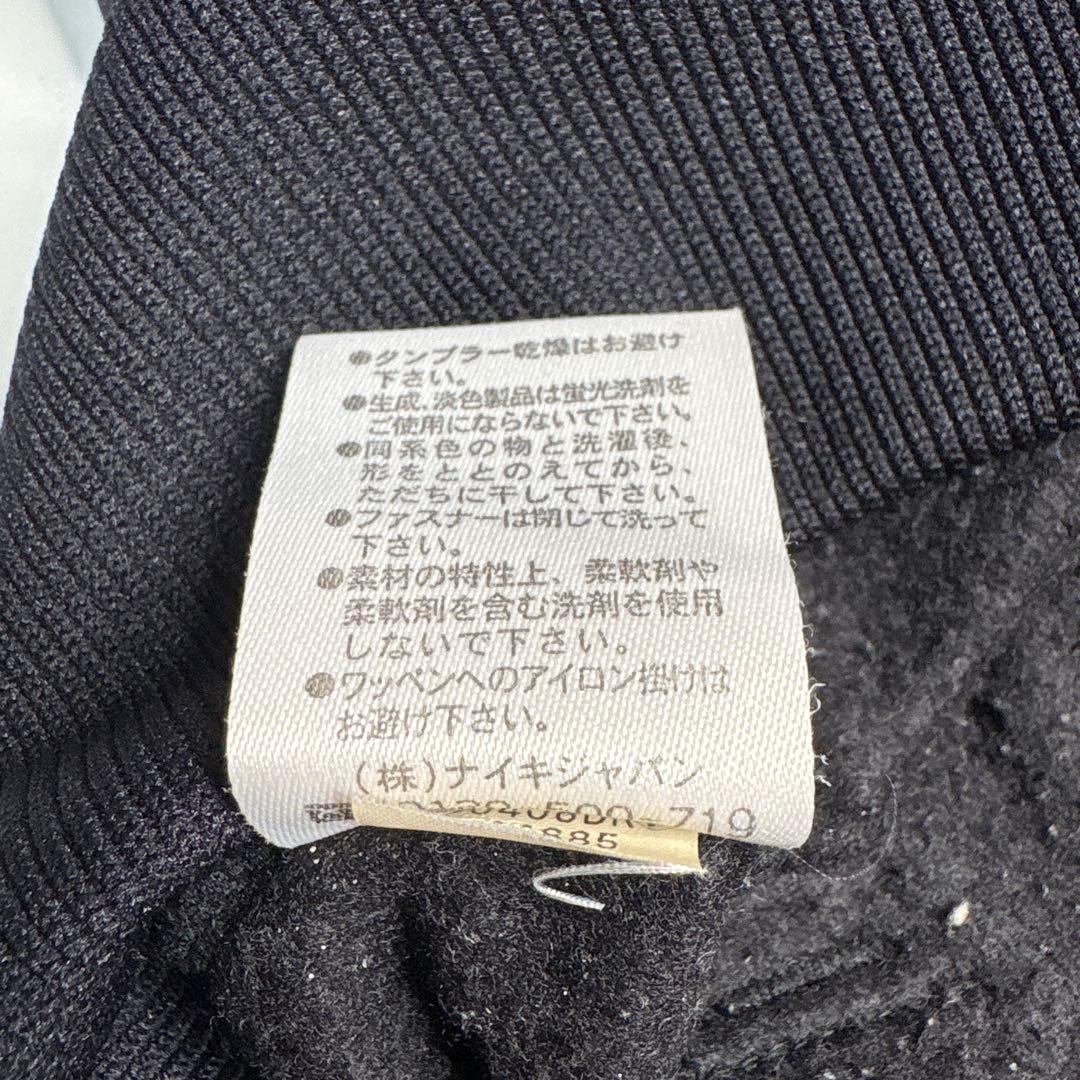 ●タンブラー乾燥はお避け
下さい。
●生成、淡色製品は蛍光洗剤を
ご使用にならないで下さい。
●同系色の物と洗濯後、
形をととのえてから、
ただちに干して下さい。
●ファスナーは閉じて洗って
下さい。
●素材の特性上、柔軟剤や
柔軟剤を含む洗剤を使用
しないで下さい。
●ワッペンへのアイロン掛けは
お避け下さい。
(株)ナイキジャパン
719
885